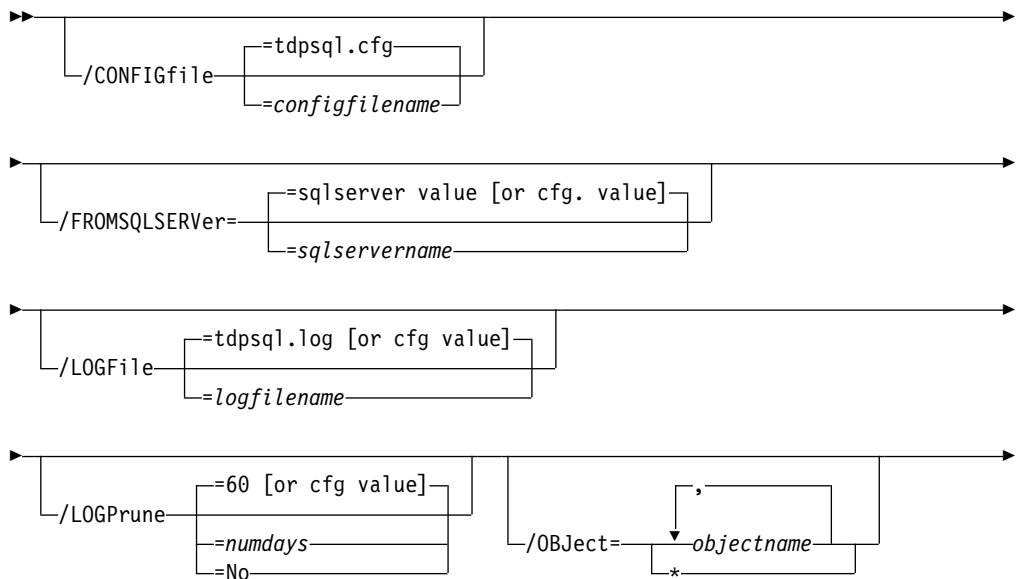 =tdpsql.cfg
/CONFIGfile
=configfilename
=sqlserver value [or cfg. value]
/FROMSQLSERVer=
=sqlservername
=tdpsql.log [or cfg value]
/LOGFile
=logfilename
=60 [or cfg value]
,
/LOGPrune
=numdays
/OBJect=
objectname
=No
*